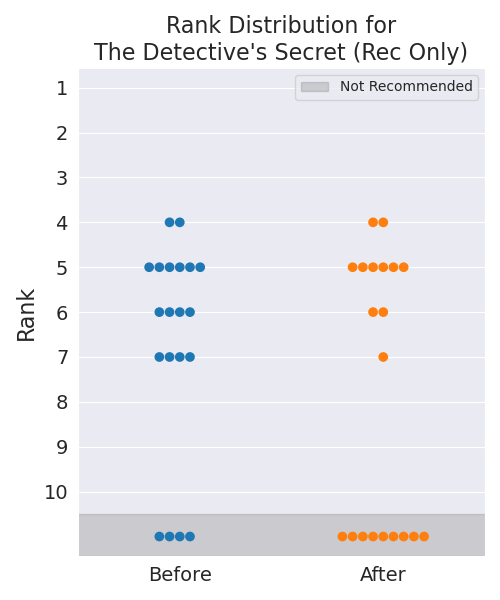 Rank Distribution for
The Detective's Secret (Rec Only)
Not Recommended
1
2
3
4
5
6
7
8
9
10
Rank
Before
After